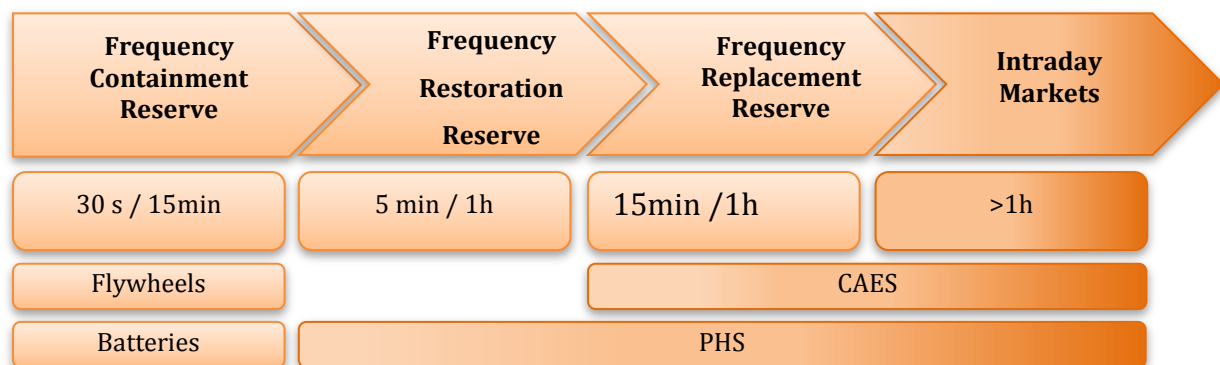 Frequency
Containment
Reserve
Frequency
Restoration
Reserve
Frequency
Replacement
Reserve
Intraday
Markets
30 s / 15min
5 min / 1h
15min /1h
>1h
Flywheels
CAES
Batteries
PHS